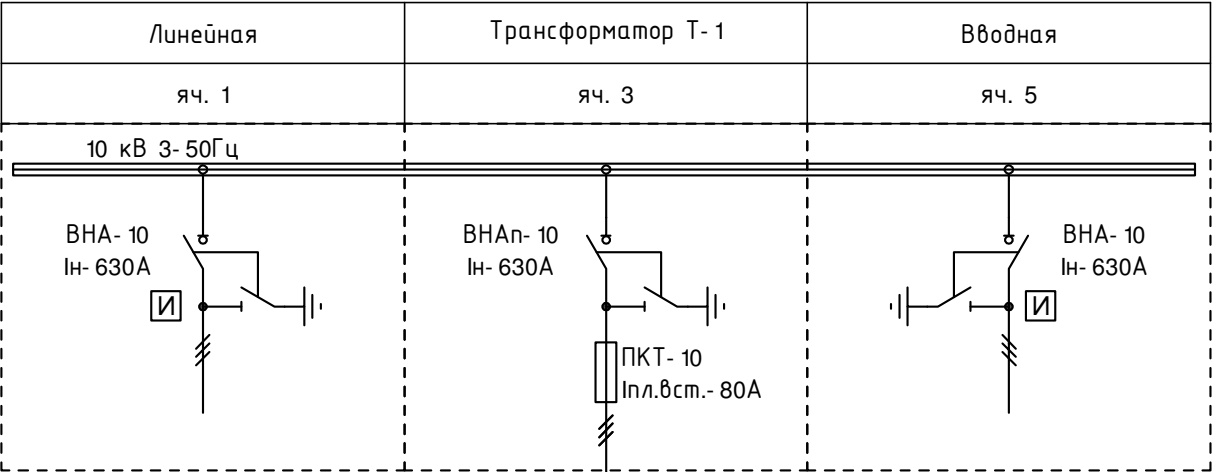 Линейная
Трансформатор Т-1
Вводная
яч. 1
яч. 3
яч. 5
10 кВ 3-50Гц
ВНА-10
Iн-630А
И
ВНАп-10
Iн-630А
ПКТ-10
Iпл.вст.-80А
ВНА-10
Iн-630А
И